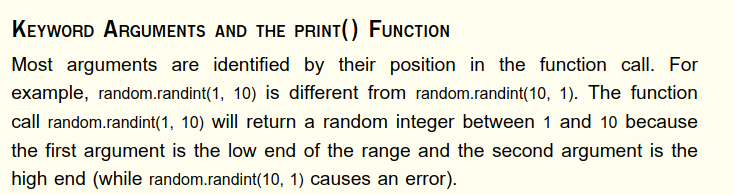 KEYWORD ARGUMENTS AND THE PRINT() FUNCTION
Most arguments are identified by their position in the function call. For
example, random.randint(1, 10) is different from random.randint(10, 1). The function
call random.randint(1, 10) will return a random integer between 1 and 10 because
the first argument is the low end of the range and the second argument is the
high end (while random.randint(10, 1) causes an error).